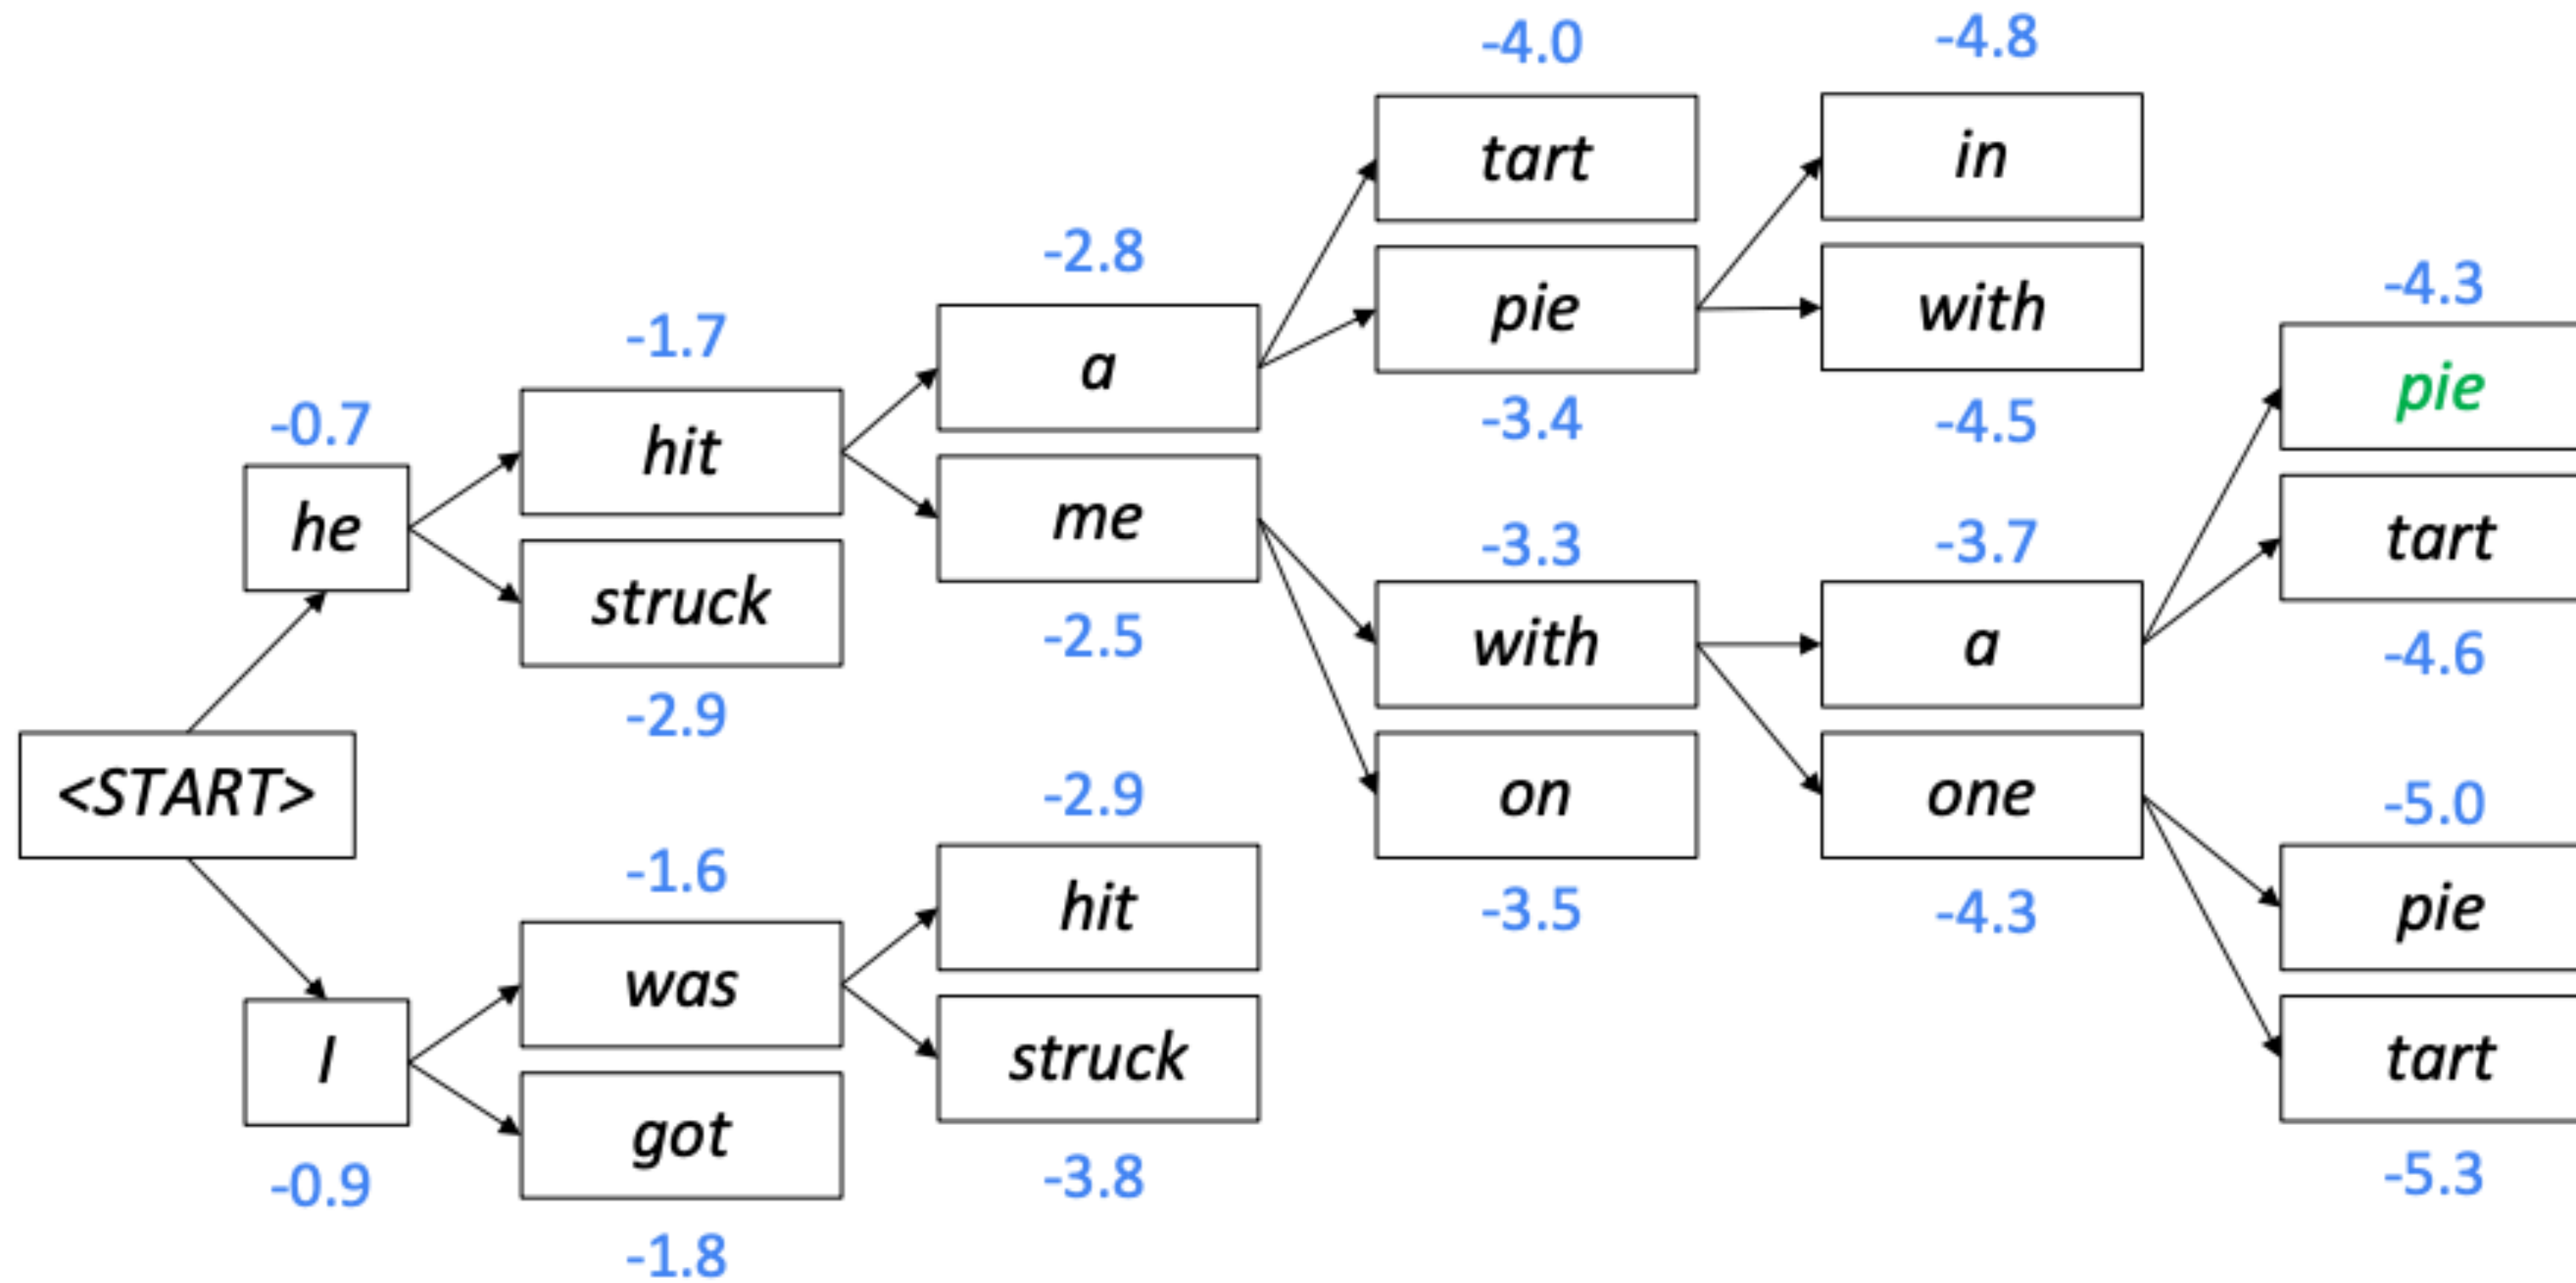 -4.0
-4.8
tart
in
-2.8
-4.3
pie
with
pie
-1.7
a
-0.7
hit
-3.4
-4.5
me
tart
he
-3.3
-3.7
struck
-2.5
with
a
-4.6
-2.9
<START>
-2.9
on
one
-5.0
-1.6
hit
-3.5
-4.3
pie
was
I
struck
tart
got
-0.9
-3.8
-5.3
-1.8